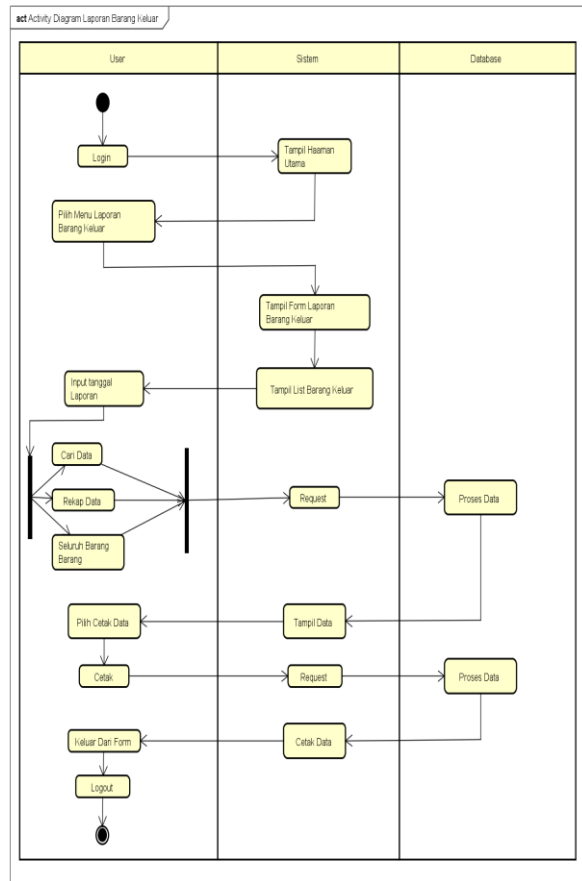 act Activity Diagram Laporan Barang Keluar
User
Sistem
Database
Login
Tampil Haaman
Utama
Pilih Menu Laporan
Barang Keluar
Tampil Form Laporan
Barang Keluar
Input tanggal
Laporan
Tampil List Barang Keluar
Cari Data
Rekap Data
Seluruh Barang
Barang
Request
Proses Data
Pilih Cetak Data
Tampil Data
Cetak
Request
Proses Data
Keluar Dari Form
Cetak Data
Logout